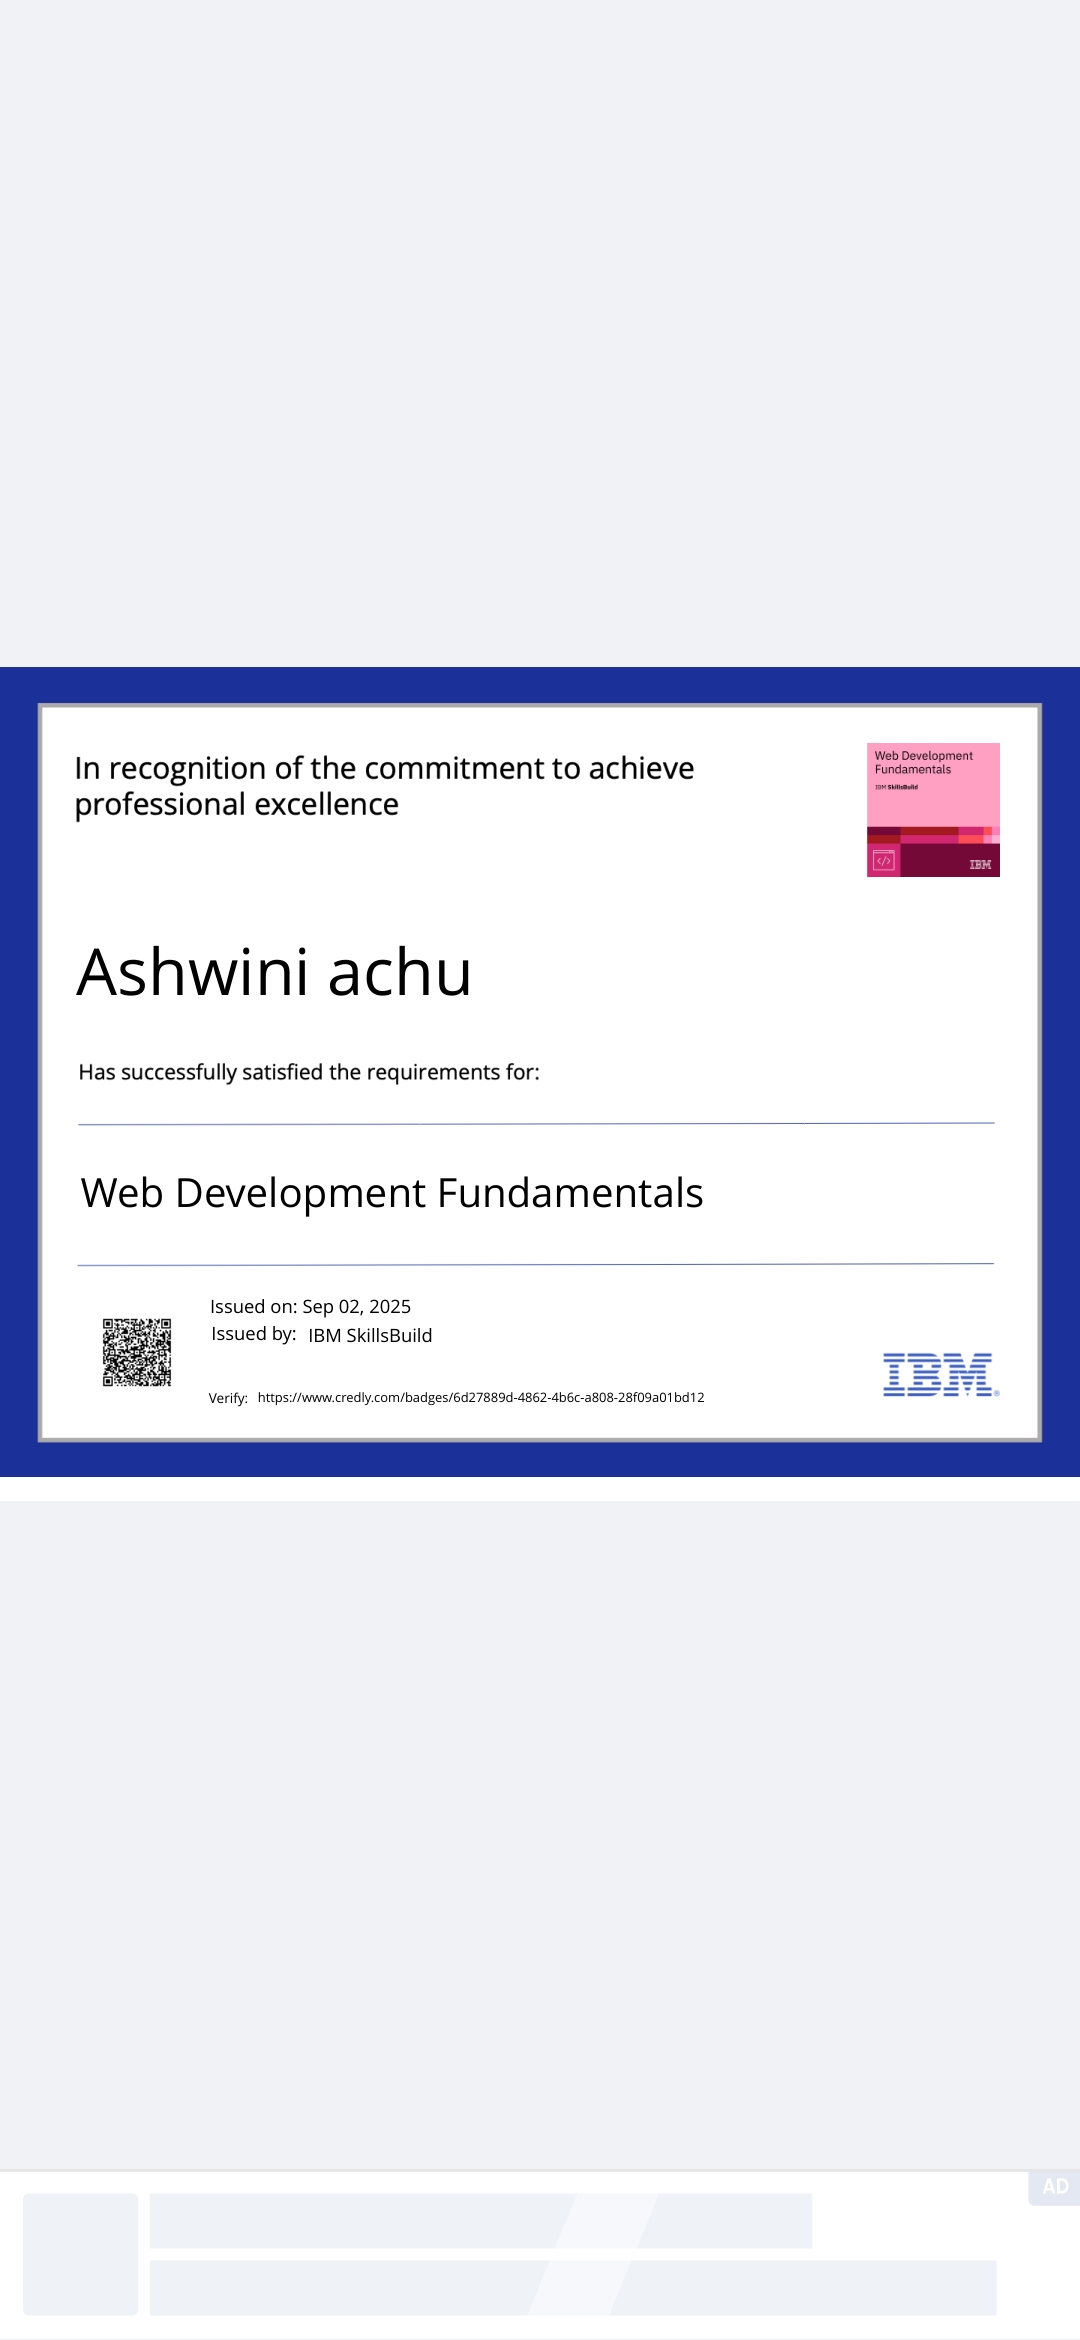 In recognition of the commitment to achieve
professional excellence
Web Development
Fundamentals
IBM SkillsBuild
</>
IBM
Ashwini achu
Has successfully satisfied the requirements for:
Web Development Fundamentals
Issued on: Sep 02, 2025
Issued by: IBM SkillsBuild
Verify: https://www.credly.com/badges/6d27889d-4862-4b6c-a808-28f09a01bd12
IBM®
AD